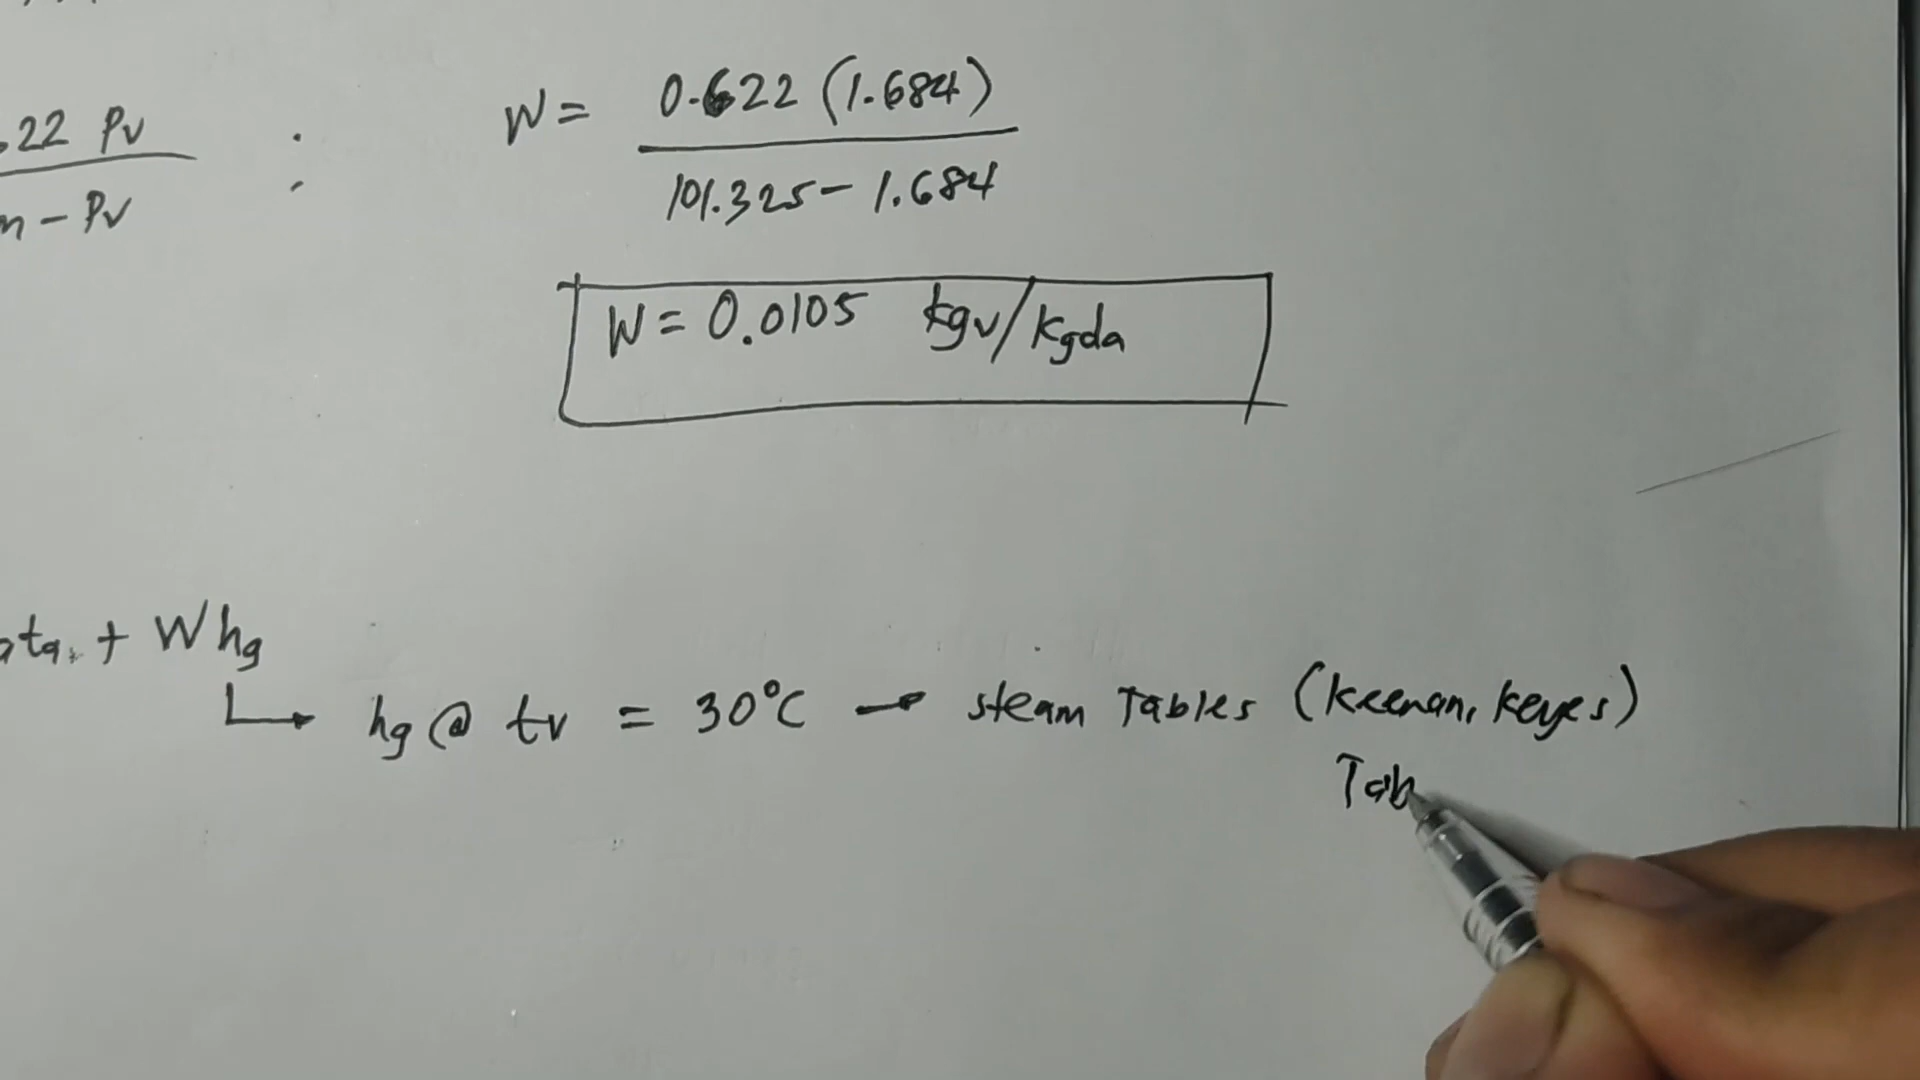 .22 Pv : W = 0.622 (1.684)
m - Pv 101.325 - 1.684
W = 0.0105 kgv/kgda
ta + Whg
hg @ tv = 30°C → steam Tables (Keenan, Keyes)
Tab